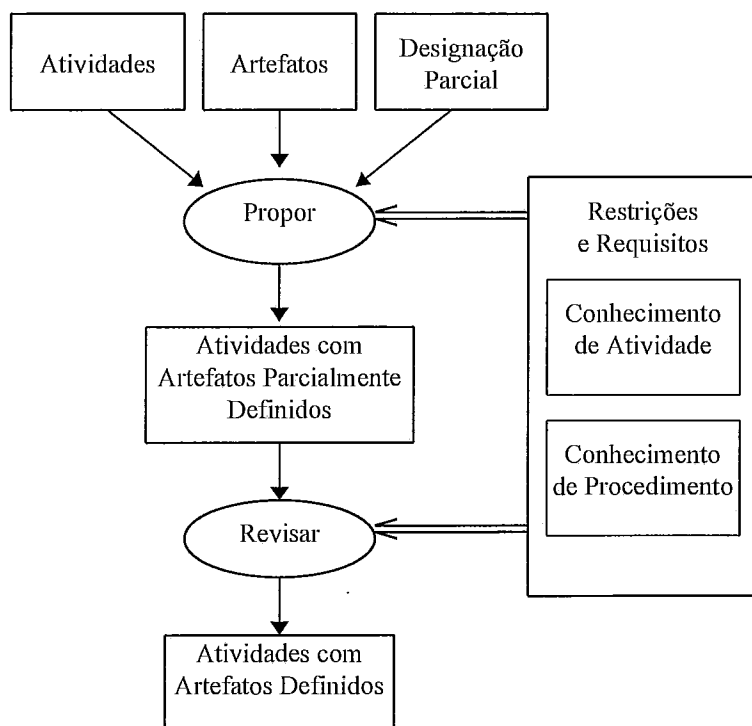 Atividades
Artefatos
Designação
Parcial
Propor
Restrições
e Requisitos
Conhecimento
de Atividade
Atividades com
Artefatos Parcialmente
Definidos
Conhecimento
de Procedimento
Revisar
Atividades com
Artefatos Definidos